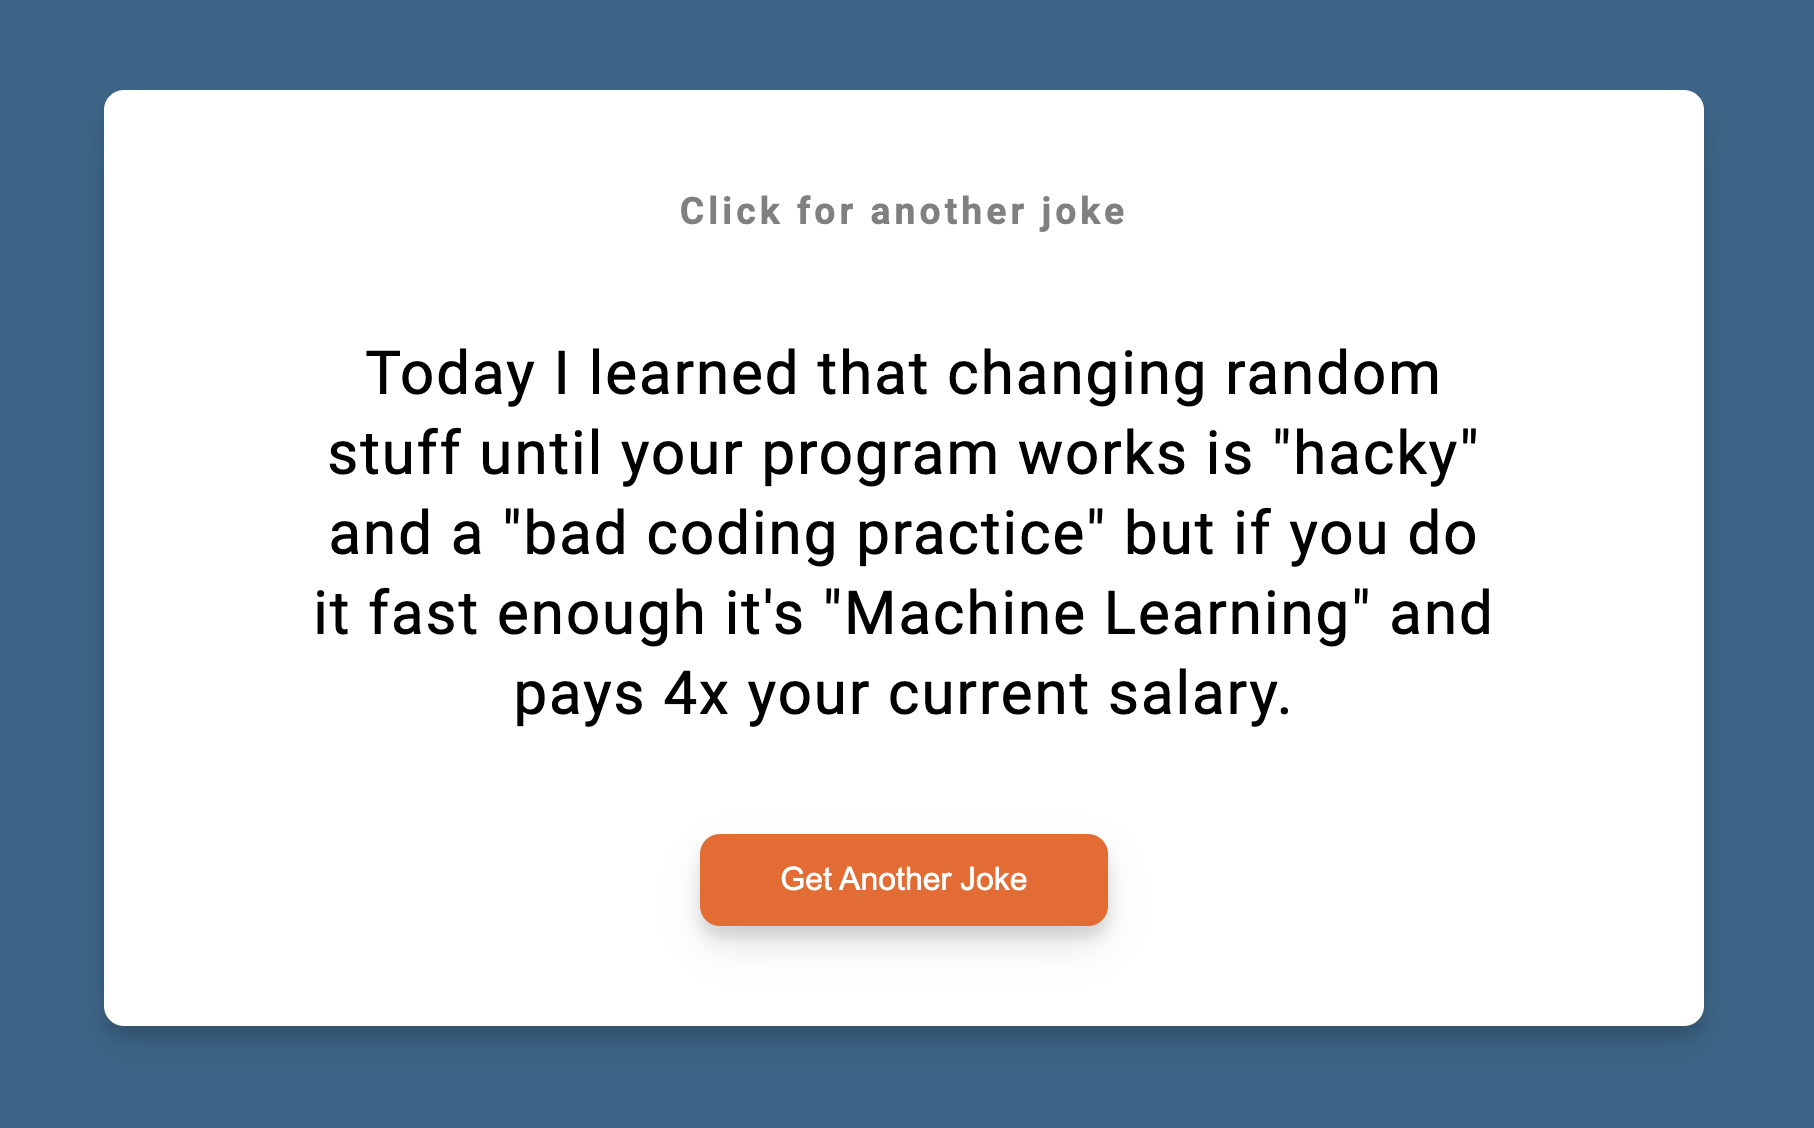 Click for another joke
Today I learned that changing random
stuff until your program works is "hacky"
and a "bad coding practice" but if you do
it fast enough it's "Machine Learning" and
pays 4x your current salary.
Get Another Joke